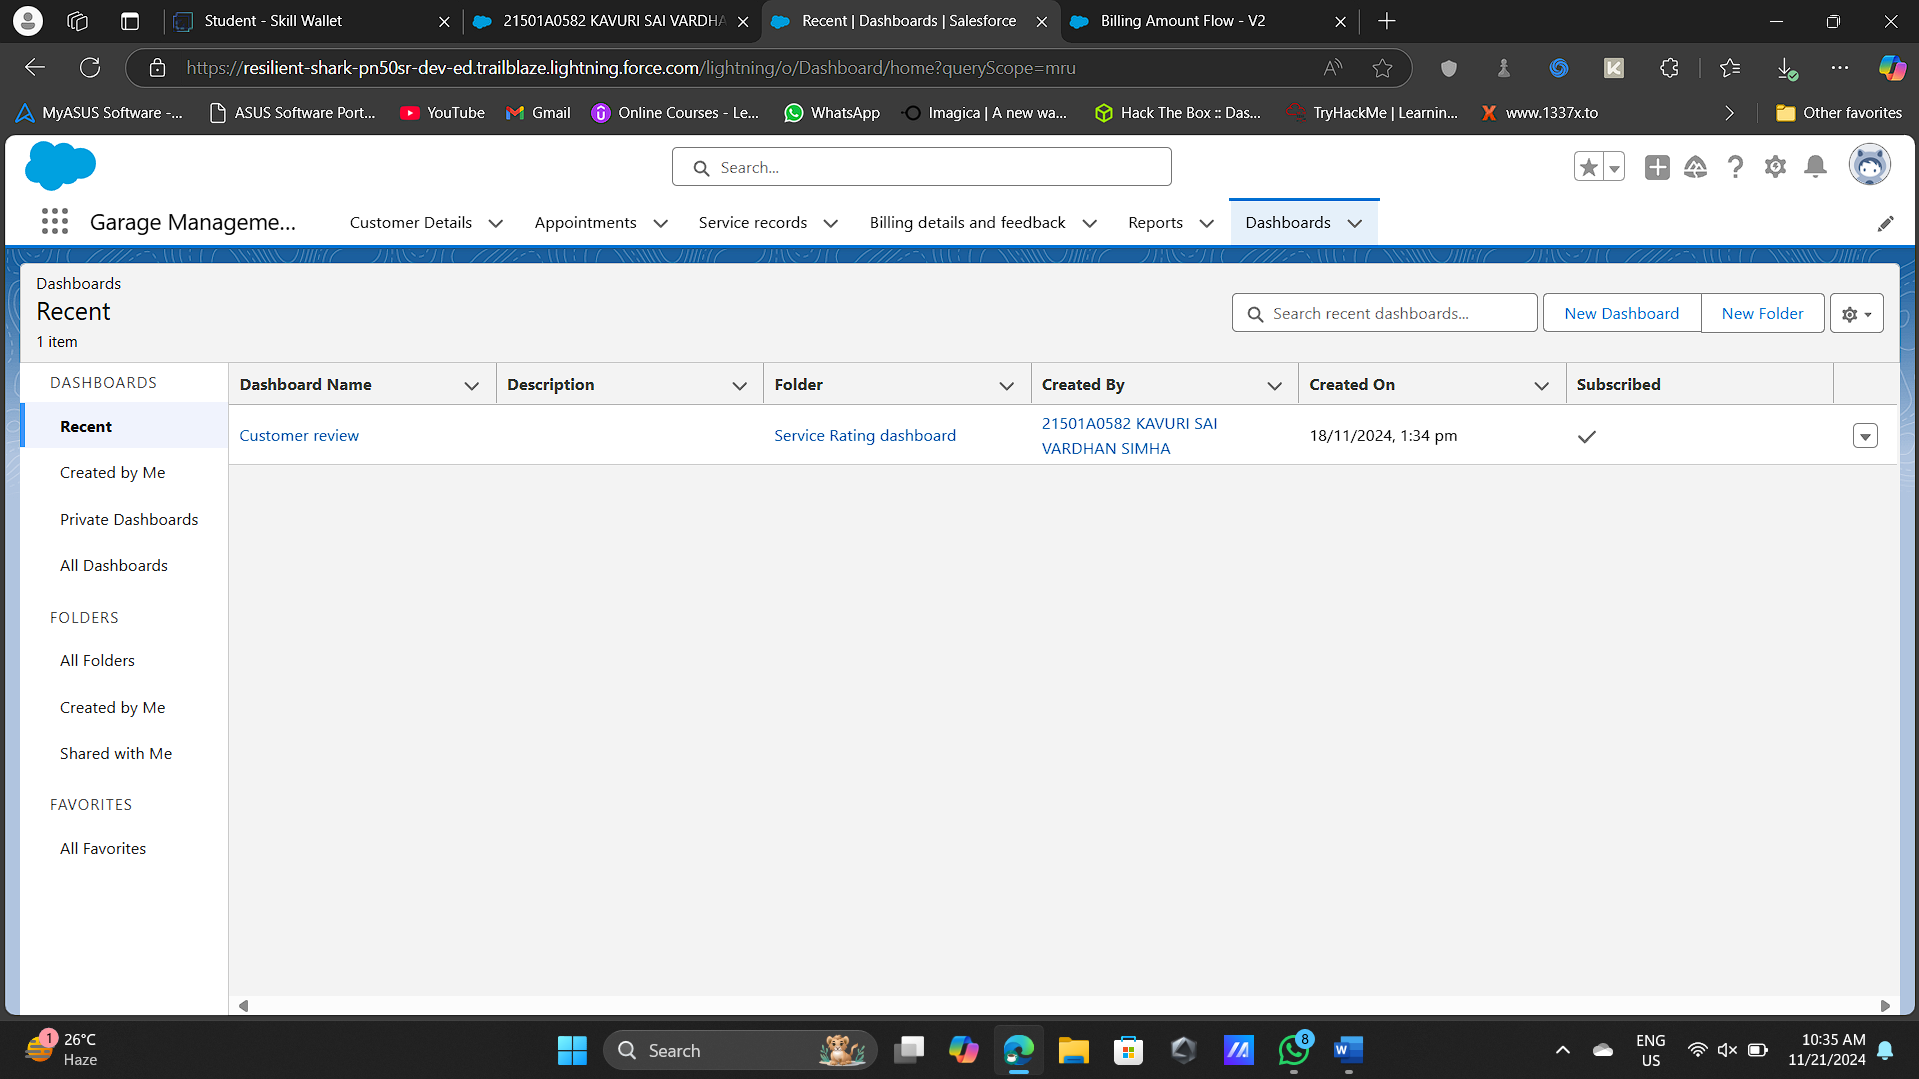 Student - Skill Wallet
21501A0582 KAVURI SAI VARDHA
Recent | Dashboards | Salesforce
Billing Amount Flow - V2
https://resilient-shark-pn50sr-dev-ed.trailblaze.lightning.force.com/lightning/o/Dashboard/home?queryScope=mru
MyASUS Software -...
ASUS Software Port...
YouTube
Gmail
Online Courses - Le...
WhatsApp
Imagica | A new wa...
Hack The Box :: Das...
TryHackMe | Learnin...
www.1337x.to
Other favorites
Search...
Garage Manageme...
Customer Details
Appointments
Service records
Billing details and feedback
Reports
Dashboards
Dashboards
Recent
1 item
Search recent dashboards...
New Dashboard
New Folder
DASHBOARDS
Recent
Created by Me
Private Dashboards
All Dashboards
FOLDERS
All Folders
Created by Me
Shared with Me
FAVORITES
All Favorites
Dashboard Name
Description
Folder
Created By
Created On
Subscribed
Customer review
Service Rating dashboard
21501A0582 KAVURI SAI
VARDHAN SIMHA
18/11/2024, 1:34 pm
1
26°C
Haze
Search
8
ENG
US
10:35 AM
11/21/2024